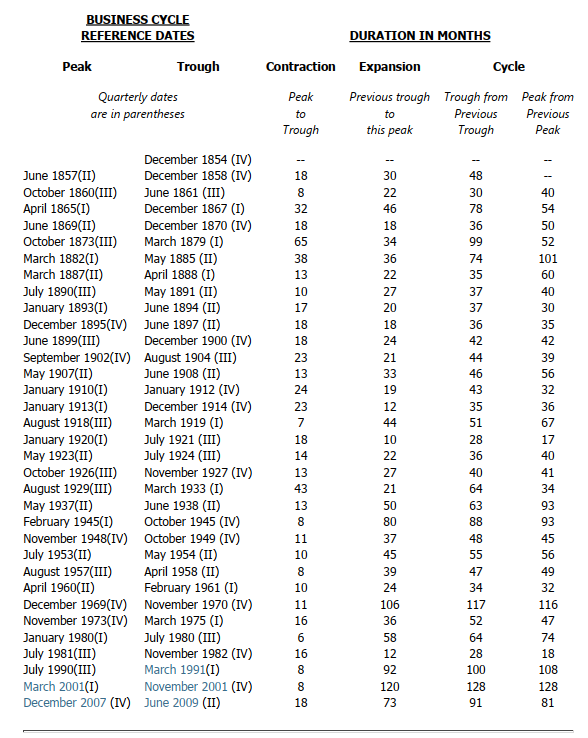 BUSINESS CYCLE
REFERENCE DATES DURATION IN MONTHS
Peak Trough Contraction Expansion Cycle
Quarterly dates Peak Previous trough Trough from Peak from
are in parentheses to to Previous Previous
Trough this peak Trough Peak
December 1854 (IV) -- -- -- --
June 1857(II) December 1858 (IV) 18 30 48 --
October 1860(III) June 1861 (III) 8 22 30 40
April 1865(I) December 1867 (I) 32 46 78 54
June 1869(II) December 1870 (IV) 18 18 36 50
October 1873(III) March 1879 (I) 65 34 99 52
March 1882(I) May 1885 (II) 38 36 74 101
March 1887(II) April 1888 (I) 13 22 35 60
July 1890(III) May 1891 (II) 10 27 37 40
January 1893(I) June 1894 (II) 17 20 37 30
December 1895(IV) June 1897 (II) 18 18 36 35
June 1899(III) December 1900 (IV) 18 24 42 42
September 1902(IV) August 1904 (III) 23 21 44 39
May 1907(II) June 1908 (II) 13 33 46 56
January 1910(I) January 1912 (IV) 24 19 43 32
January 1913(I) December 1914 (IV) 23 12 35 36
August 1918(III) March 1919 (I) 7 44 51 67
January 1920(I) July 1921 (III) 18 10 28 17
May 1923(II) July 1924 (III) 14 22 36 40
October 1926(III) November 1927 (IV) 13 27 40 41
August 1929(III) March 1933 (I) 43 21 64 34
May 1937(II) June 1938 (II) 13 50 63 93
February 1945(I) October 1945 (IV) 8 80 88 93
November 1948(IV) October 1949 (IV) 11 37 48 45
July 1953(II) May 1954 (II) 10 45 55 56
August 1957(III) April 1958 (II) 8 39 47 49
April 1960(II) February 1961 (I) 10 24 34 32
December 1969(IV) November 1970 (IV) 11 106 117 116
November 1973(IV) March 1975 (I) 16 36 52 47
January 1980(I) July 1980 (III) 6 58 64 74
July 1981(III) November 1982 (IV) 16 12 28 18
July 1990(III) March 1991(I) 8 92 100 108
March 2001(I) November 2001 (IV) 8 120 128 128
December 2007 (IV) June 2009 (II) 18 73 91 81